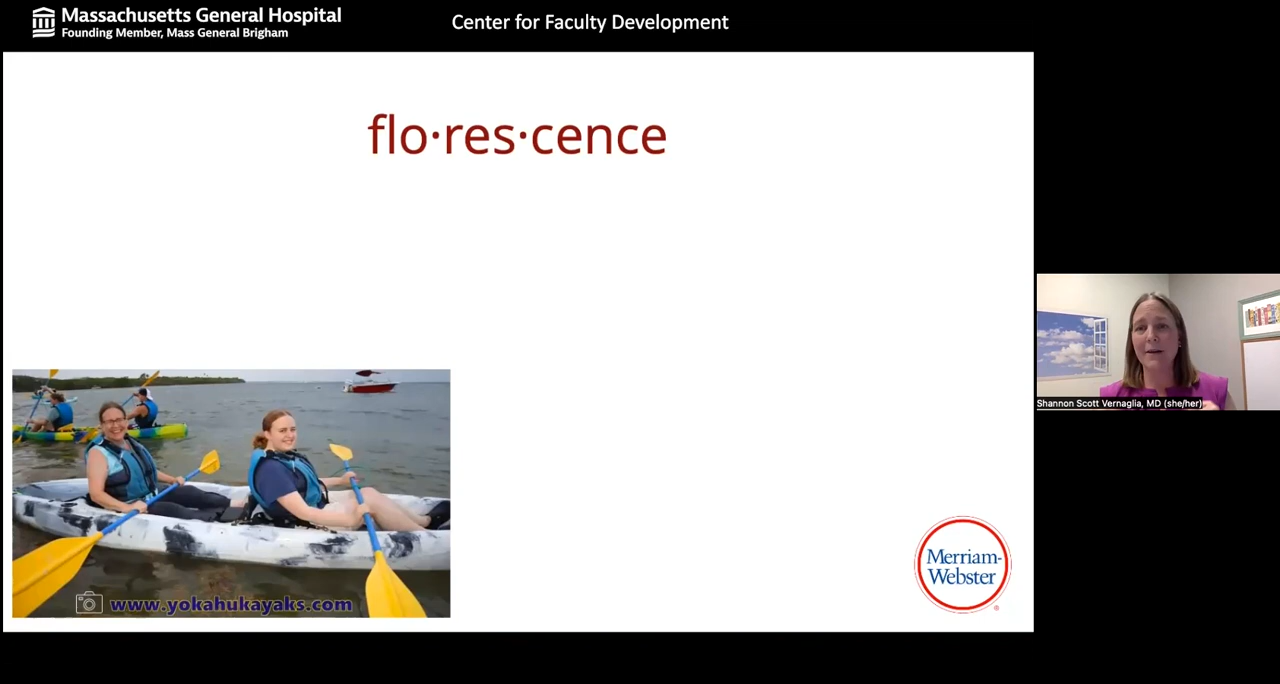 Massachusetts General Hospital
Founding Member, Mass General Brigham
Center for Faculty Development
flo·res·cence
www.yokahukayaks.com
Merriam-
Webster
®
Shannon Scott Vernaglia, MD (she/her)